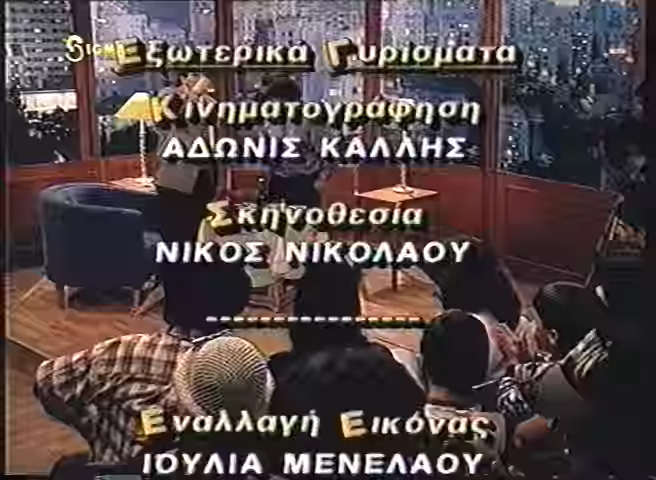 SIGMA
Εξωτερικά Γυρίσματα
Κινηματογράφηση
ΑΔΩΝΙΣ ΚΑΛΛΗΣ
Σκηνοθεσία
ΝΙΚΟΣ ΝΙΚΟΛΑΟΥ
-----------------
Εναλλαγή Εικόνας
ΙΟΥΛΙΑ ΜΕΝΕΛΑΟΥ